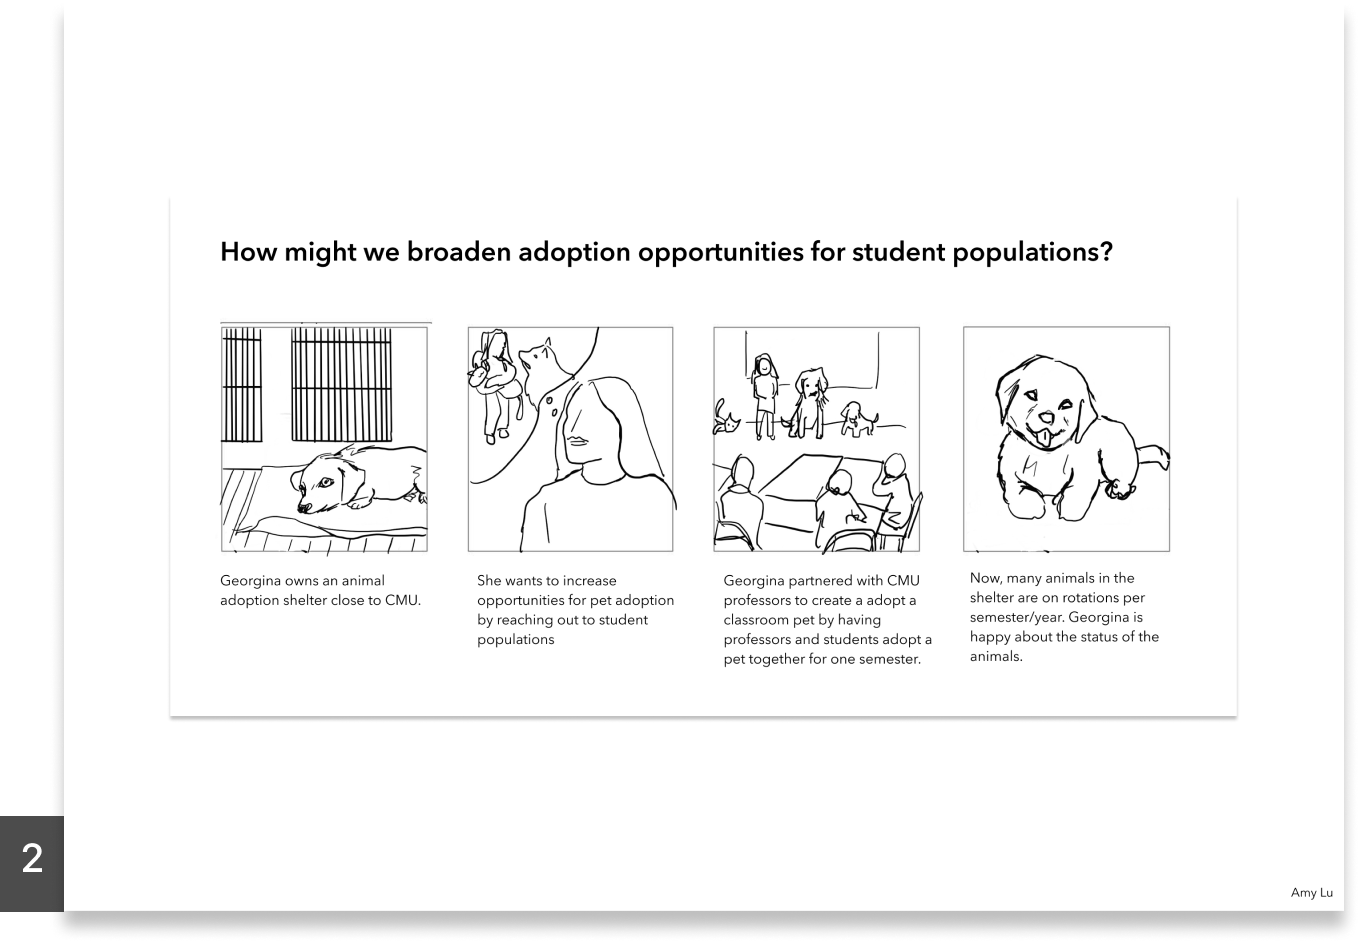 How might we broaden adoption opportunities for student populations?
Georgina owns an animal
adoption shelter close to CMU.
She wants to increase
opportunities for pet adoption
by reaching out to student
populations
Georgina partnered with CMU
professors to create a adopt a
classroom pet by having
professors and students adopt a
pet together for one semester.
Now, many animals in the
shelter are on rotations per
semester/year. Georgina is
happy about the status of the
animals.
2
Amy Lu